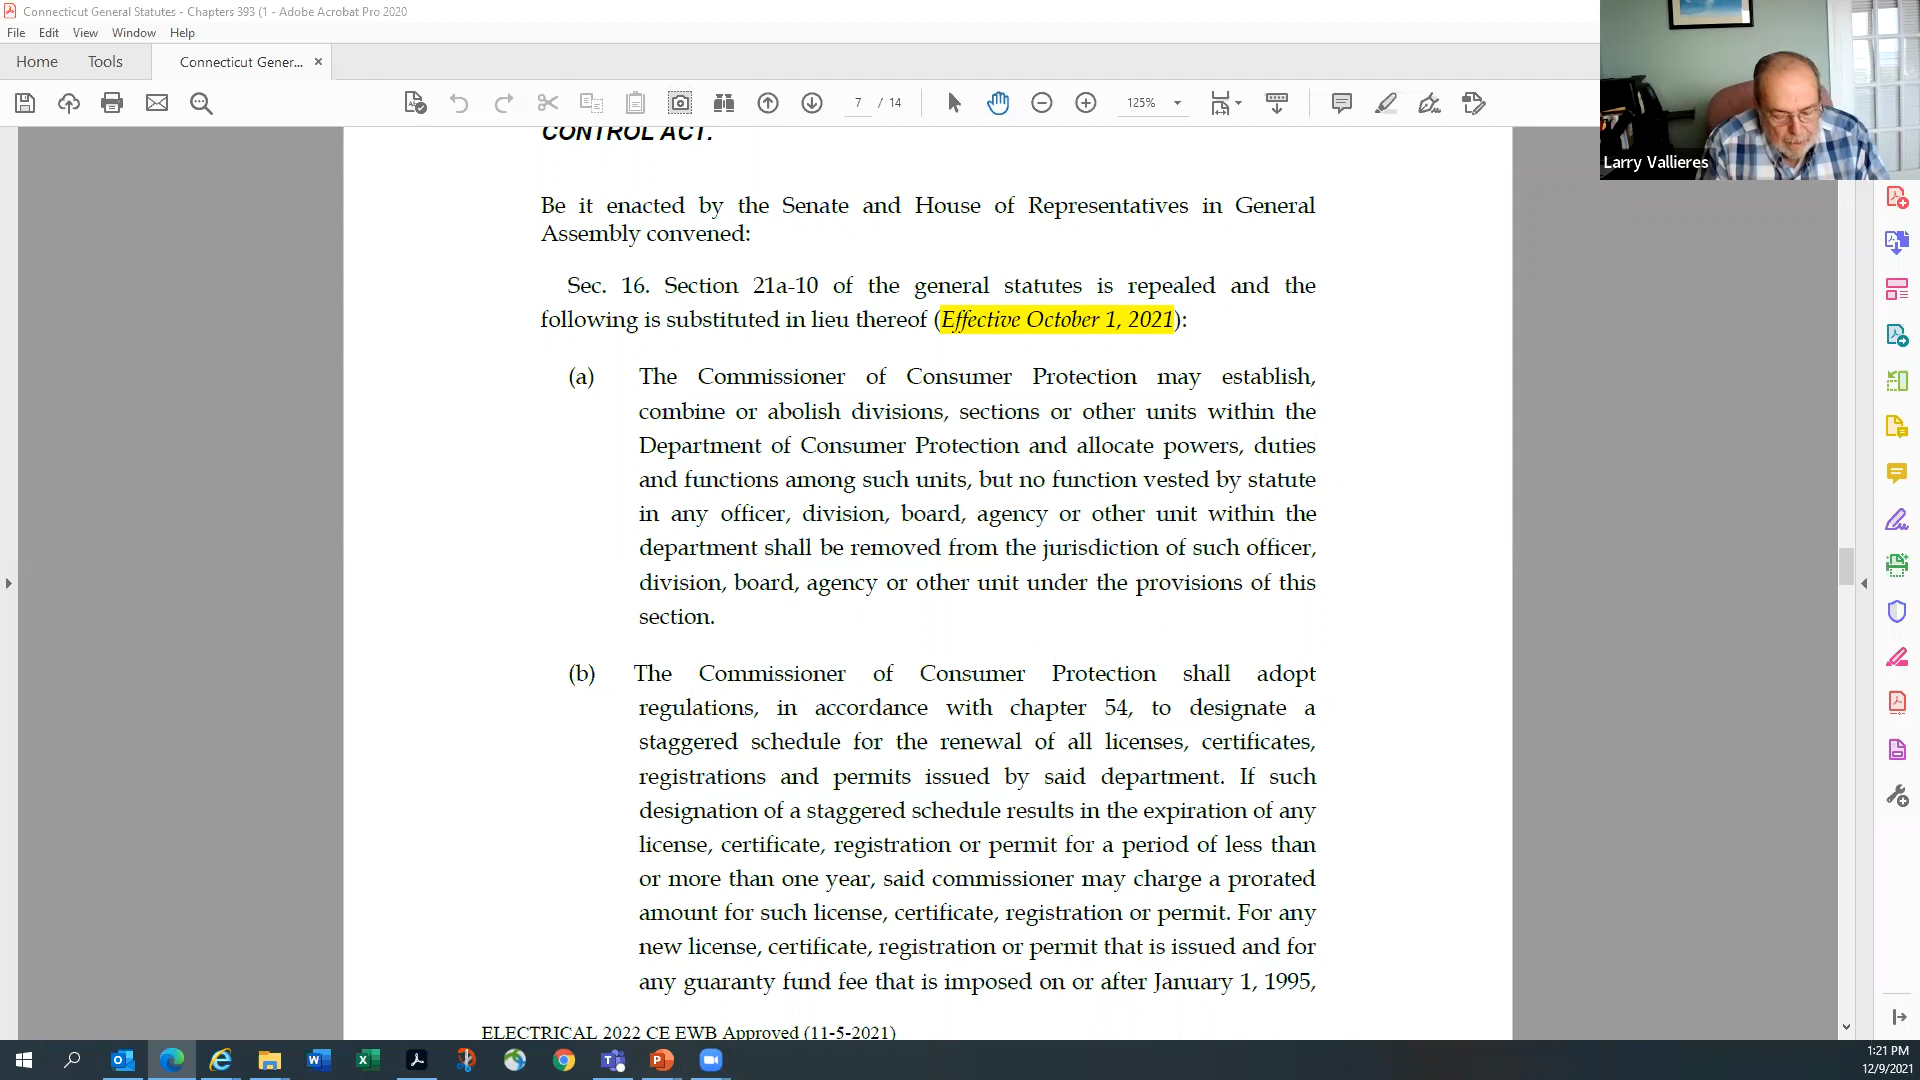 Connecticut General Statutes - Chapters 393 (1 - Adobe Acrobat Pro 2020
File Edit View Window Help
Home Tools Connecticut Gener... ×
7 / 14 125%
Larry Vallieres
CONTROL ACT.
Be it enacted by the Senate and House of Representatives in General
Assembly convened:
Sec. 16. Section 21a-10 of the general statutes is repealed and the
following is substituted in lieu thereof (Effective October 1, 2021):
(a) The Commissioner of Consumer Protection may establish,
combine or abolish divisions, sections or other units within the
Department of Consumer Protection and allocate powers, duties
and functions among such units, but no function vested by statute
in any officer, division, board, agency or other unit within the
department shall be removed from the jurisdiction of such officer,
division, board, agency or other unit under the provisions of this
section.
(b) The Commissioner of Consumer Protection shall adopt
regulations, in accordance with chapter 54, to designate a
staggered schedule for the renewal of all licenses, certificates,
registrations and permits issued by said department. If such
designation of a staggered schedule results in the expiration of any
license, certificate, registration or permit for a period of less than
or more than one year, said commissioner may charge a prorated
amount for such license, certificate, registration or permit. For any
new license, certificate, registration or permit that is issued and for
any guaranty fund fee that is imposed on or after January 1, 1995,
ELECTRICAL 2022 CE EWB Approved (11-5-2021)
1:21 PM
12/9/2021